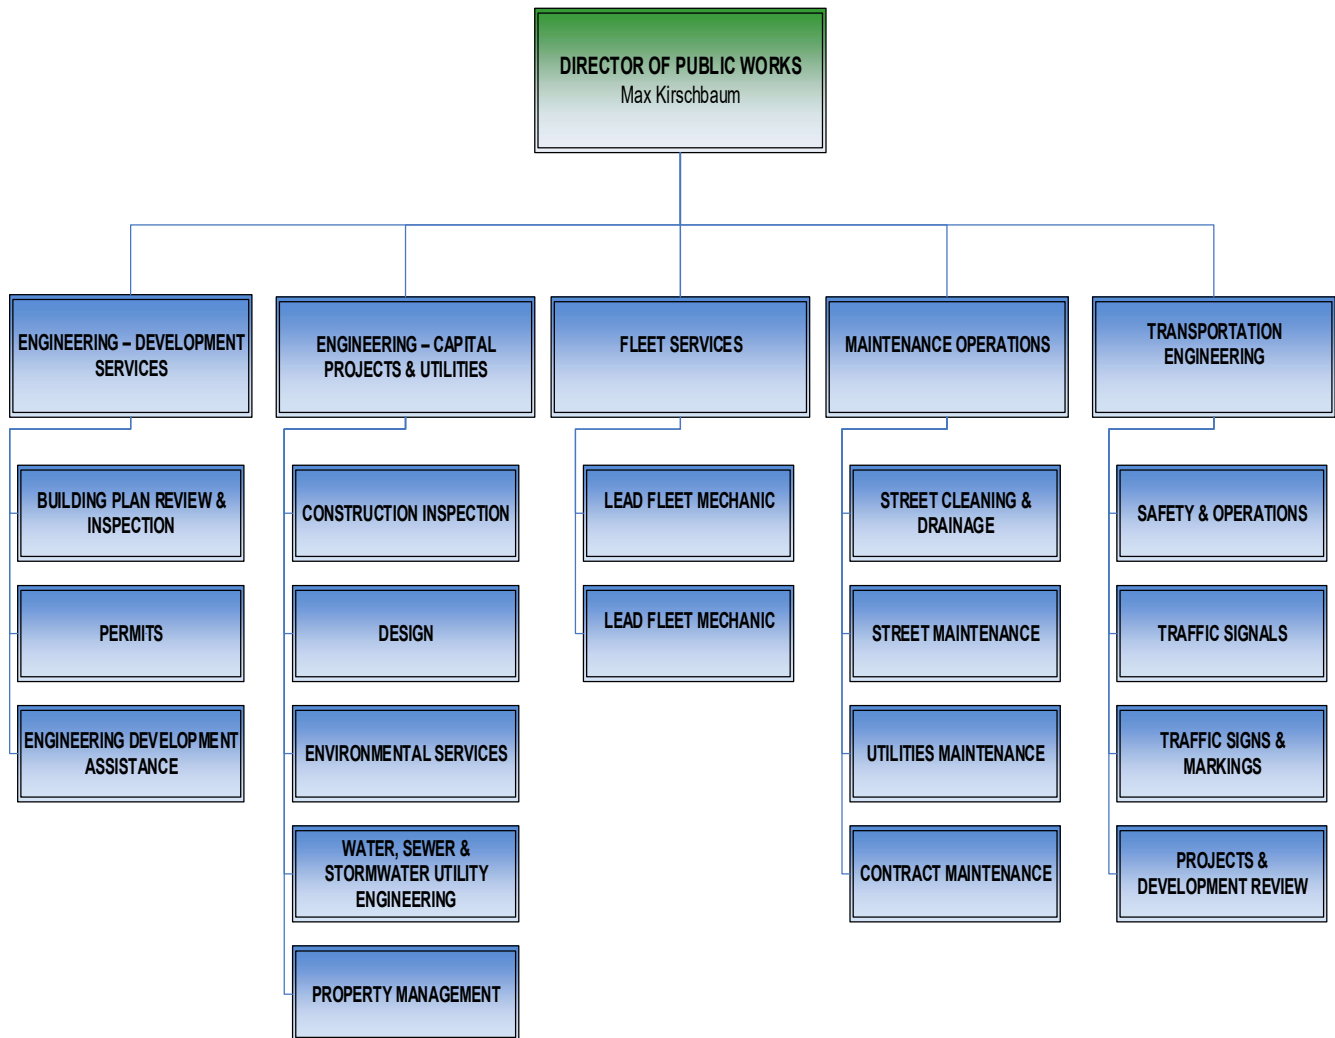 DIRECTOR OF PUBLIC WORKS
Max Kirschbaum
ENGINEERING – DEVELOPMENT
SERVICES
ENGINEERING – CAPITAL
PROJECTS & UTILITIES
FLEET SERVICES
MAINTENANCE OPERATIONS
TRANSPORTATION
ENGINEERING
BUILDING PLAN REVIEW &
INSPECTION
PERMITS
ENGINEERING DEVELOPMENT
ASSISTANCE
CONSTRUCTION INSPECTION
DESIGN
ENVIRONMENTAL SERVICES
WATER, SEWER &
STORMWATER UTILITY
ENGINEERING
PROPERTY MANAGEMENT
LEAD FLEET MECHANIC
LEAD FLEET MECHANIC
STREET CLEANING &
DRAINAGE
STREET MAINTENANCE
UTILITIES MAINTENANCE
CONTRACT MAINTENANCE
SAFETY & OPERATIONS
TRAFFIC SIGNALS
TRAFFIC SIGNS &
MARKINGS
PROJECTS &
DEVELOPMENT REVIEW